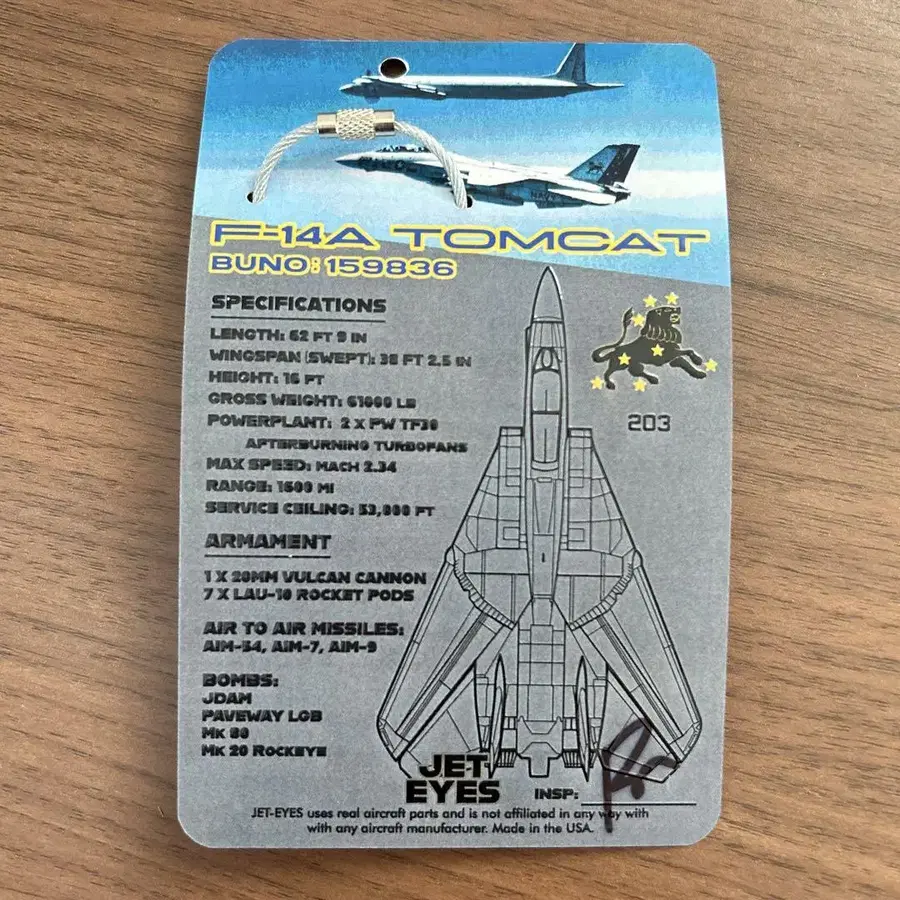 F-14A TOMCAT
BUNO: 159836
SPECIFICATIONS
LENGTH: 62 FT 9 IN
WINGSPAN (SWEPT): 38 FT 2.5 IN
HEIGHT: 16 FT
GROSS WEIGHT: 61000 LB
POWERPLANT: 2 X PW TF30
AFTERBURNING TURBOFANS
MAX SPEED: MACH 2.34
RANGE: 1600 MI
SERVICE CEILING: 53,000 FT
203
ARMAMENT
1 X 20MM VULCAN CANNON
7 X LAU-10 ROCKET PODS
AIR TO AIR MISSILES:
AIM-54, AIM-7, AIM-9
BOMBS:
JDAM
PAVEWAY LGB
Mk 80
Mk 20 ROCKEYE
JET
EYES
INSP:
JET-EYES uses real aircraft parts and is not affiliated in any way with
with any aircraft manufacturer. Made in the USA.